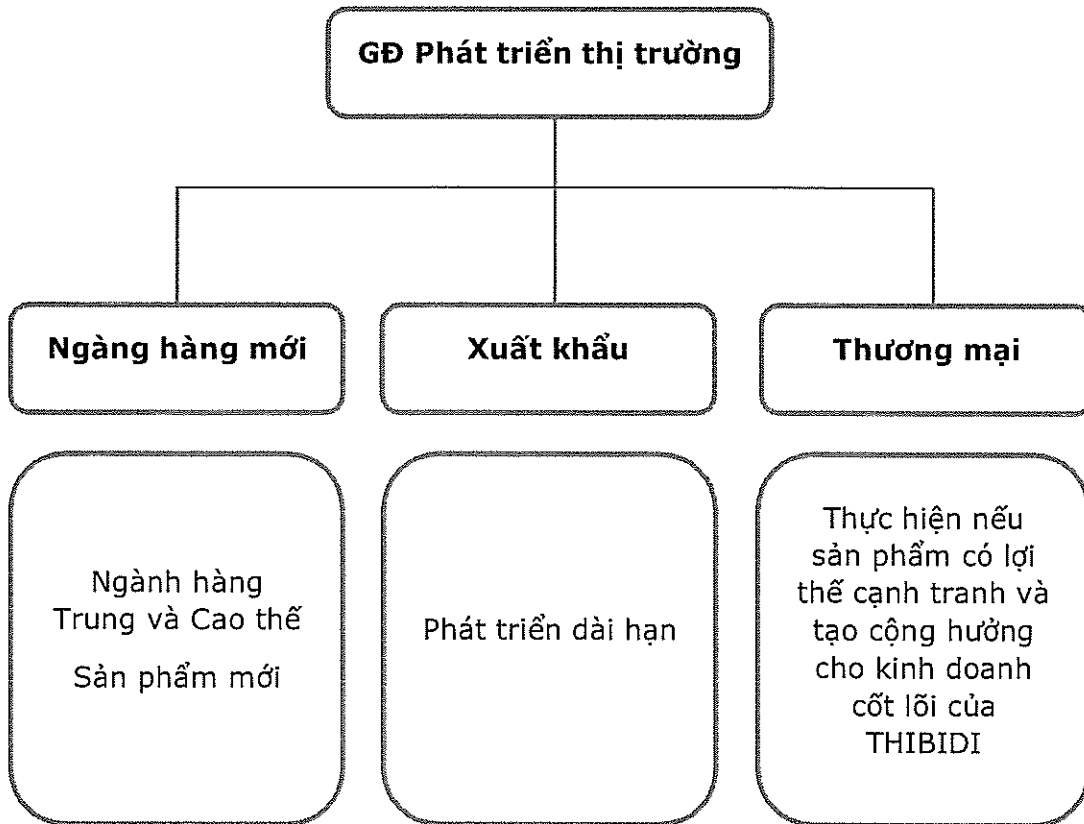 GĐ Phát triển thị trường
Ngàng hàng mới
Xuất khẩu
Thương mại
Ngành hàng
Trung và Cao thế
Sản phẩm mới
Phát triển dài hạn
Thực hiện nếu
sản phẩm có lợi
thế cạnh tranh và
tạo cộng hưởng
cho kinh doanh
cốt lõi của
THIBIDI